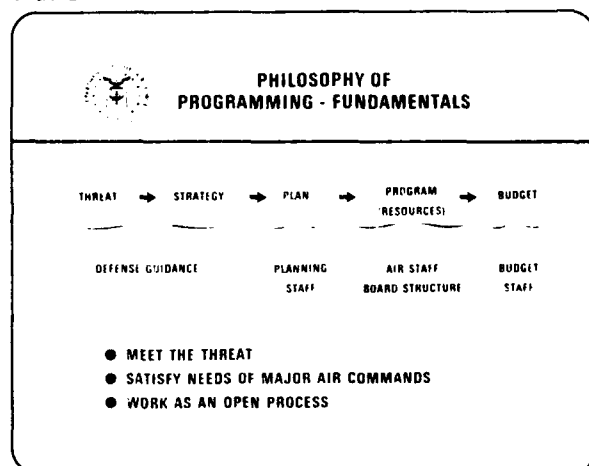 PHILOSOPHY OF
PROGRAMMING - FUNDAMENTALS
THREAT → STRATEGY → PLAN → PROGRAM → BUDGET
(RESOURCES)
DEFENSE GUIDANCE PLANNING AIR STAFF BUDGET
STAFF BOARD STRUCTURE STAFF
● MEET THE THREAT
● SATISFY NEEDS OF MAJOR AIR COMMANDS
● WORK AS AN OPEN PROCESS